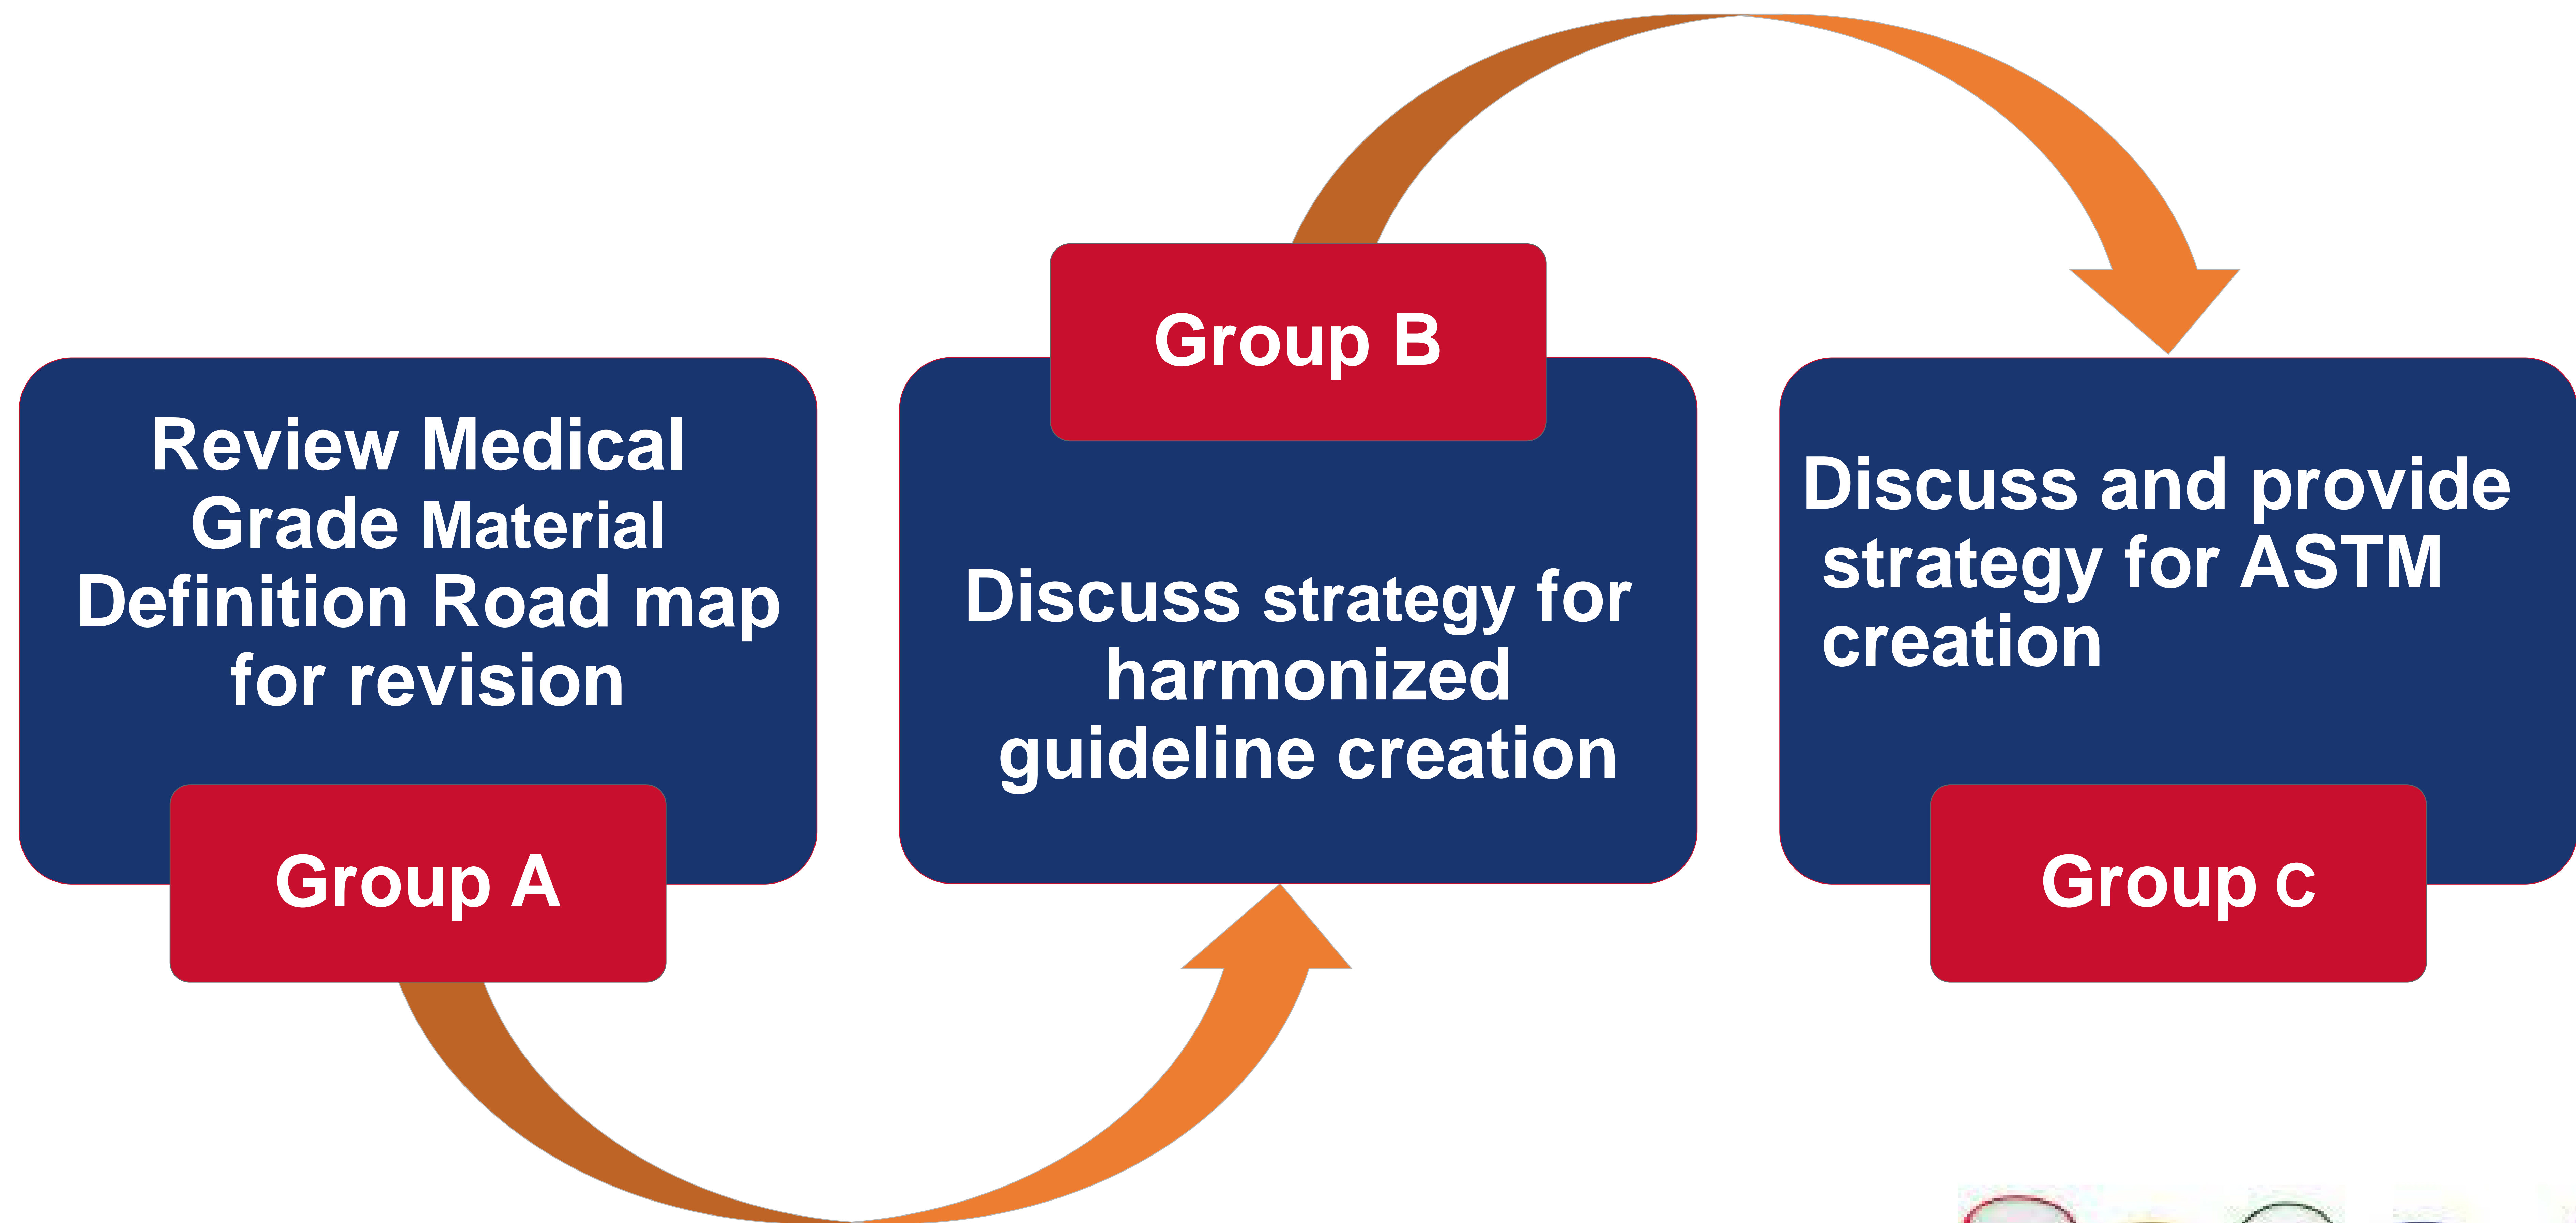 Review Medical
Grade Material
Definition Road map
for revision
Group A
Group B
Discuss strategy for
harmonized
guideline creation
Discuss and provide
strategy for ASTM
creation
Group C